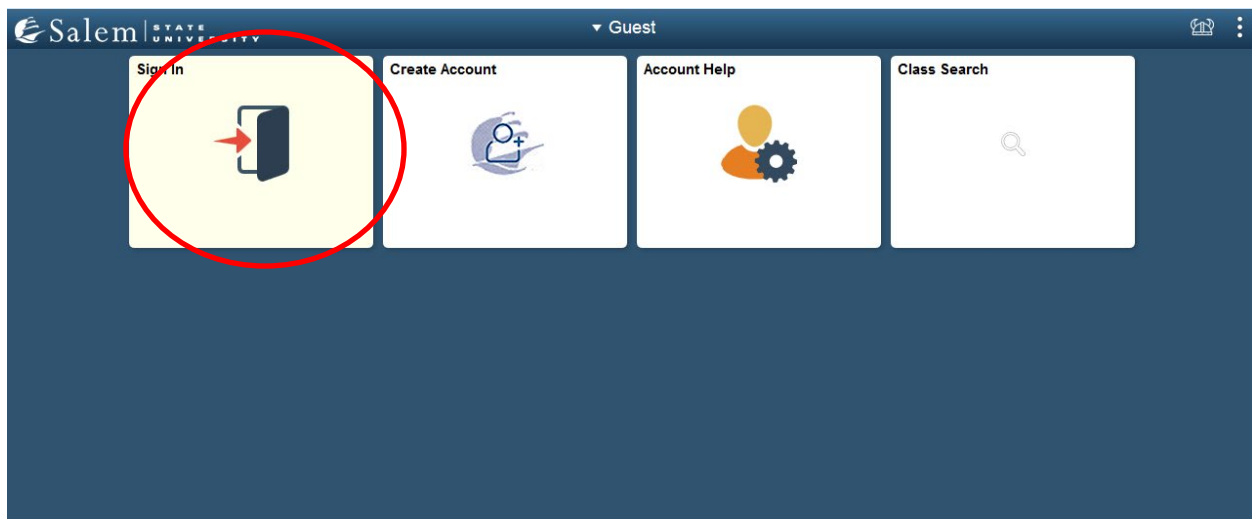 Salem STATE UNIVERSITY
Guest
Sign In
Create Account
Account Help
Class Search